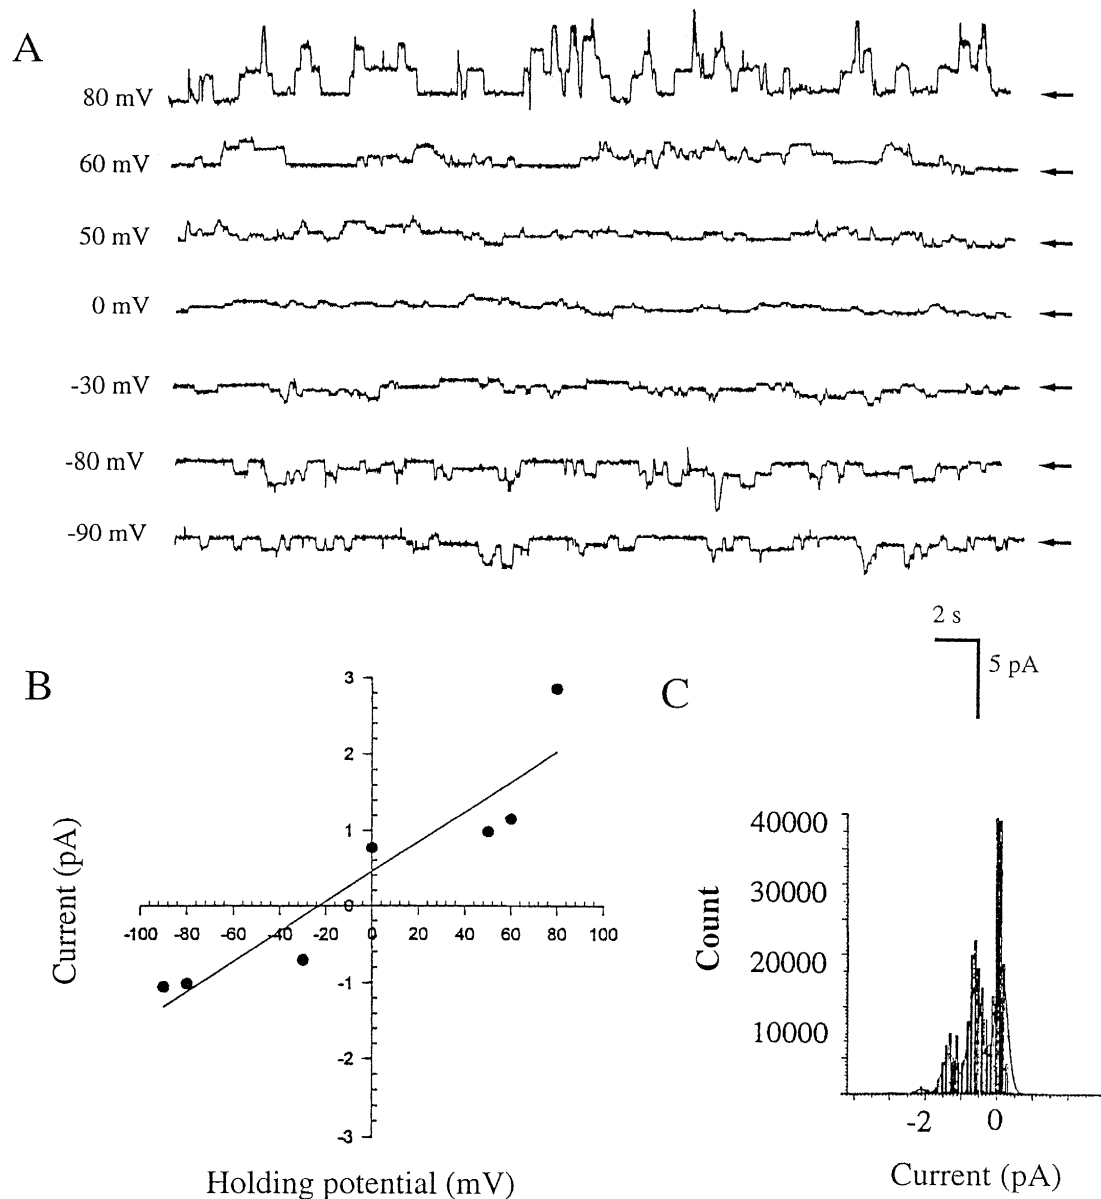 A
80 mV
60 mV
50 mV
0 mV
-30 mV
-80 mV
-90 mV
2 s
5 pA
B
3
2
1
0
-1
-2
-3
-100 -80 -60 -40 -20 0 20 40 60 80 100
Current (pA)
Holding potential (mV)
C
40000
30000
20000
10000
Count
-2 0
Current (pA)